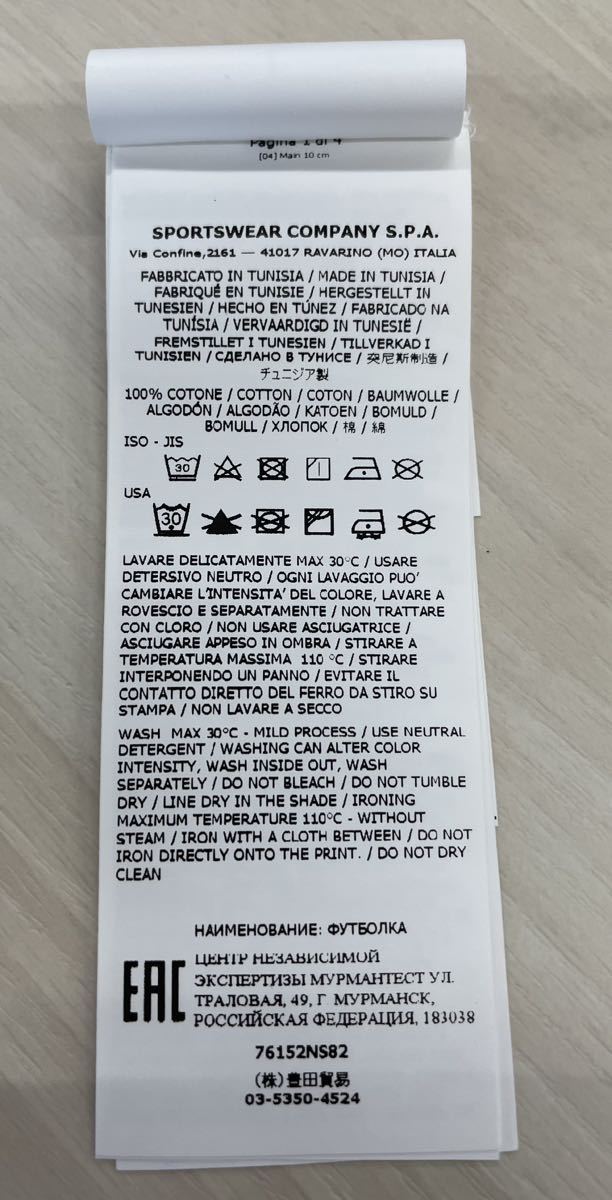 Pagina 1 di 4
[04] Main 10 cm
SPORTSWEAR COMPANY S.P.A.
Via Confine,2161 — 41017 RAVARINO (MO) ITALIA
FABBRICATO IN TUNISIA / MADE IN TUNISIA /
FABRIQUÉ EN TUNISIE / HERGESTELLT IN
TUNESIEN / HECHO EN TÚNEZ / FABRICADO NA
TUNÍSIA / VERVAARDIGD IN TUNESIË /
FREMSTILLET I TUNESIEN / TILLVERKAD I
TUNISIEN / СДЕЛАНО В ТУНИСЕ / 突尼斯制造 /
チュニジア製
100% COTONE / COTTON / COTON / BAUMWOLLE /
ALGODÓN / ALGODÃO / KATOEN / BOMULD /
BOMULL / ХЛОПОК / 棉 / 綿
ISO - JIS
30
USA
30
LAVARE DELICATAMENTE MAX 30°C / USARE
DETERSIVO NEUTRO / OGNI LAVAGGIO PUO'
CAMBIARE L'INTENSITA' DEL COLORE, LAVARE A
ROVESCIO E SEPARATAMENTE / NON TRATTARE
CON CLORO / NON USARE ASCIUGATRICE /
ASCIUGARE APPESO IN OMBRA / STIRARE A
TEMPERATURA MASSIMA 110 °C / STIRARE
INTERPONENDO UN PANNO / EVITARE IL
CONTATTO DIRETTO DEL FERRO DA STIRO SU
STAMPA / NON LAVARE A SECCO
WASH MAX 30°C - MILD PROCESS / USE NEUTRAL
DETERGENT / WASHING CAN ALTER COLOR
INTENSITY, WASH INSIDE OUT, WASH
SEPARATELY / DO NOT BLEACH / DO NOT TUMBLE
DRY / LINE DRY IN THE SHADE / IRONING
MAXIMUM TEMPERATURE 110°C - WITHOUT
STEAM / IRON WITH A CLOTH BETWEEN / DO NOT
IRON DIRECTLY ONTO THE PRINT. / DO NOT DRY
CLEAN
НАИМЕНОВАНИЕ: ФУТБОЛКА
EAC
ЦЕНТР НЕЗАВИСИМОЙ
ЭКСПЕРТИЗЫ МУРМАНТЕСТ УЛ.
ТРАЛОВАЯ, 49, Г. МУРМАНСК,
РОССИЙСКАЯ ФЕДЕРАЦИЯ, 183038
76152NS82
(株)豊田貿易
03-5350-4524